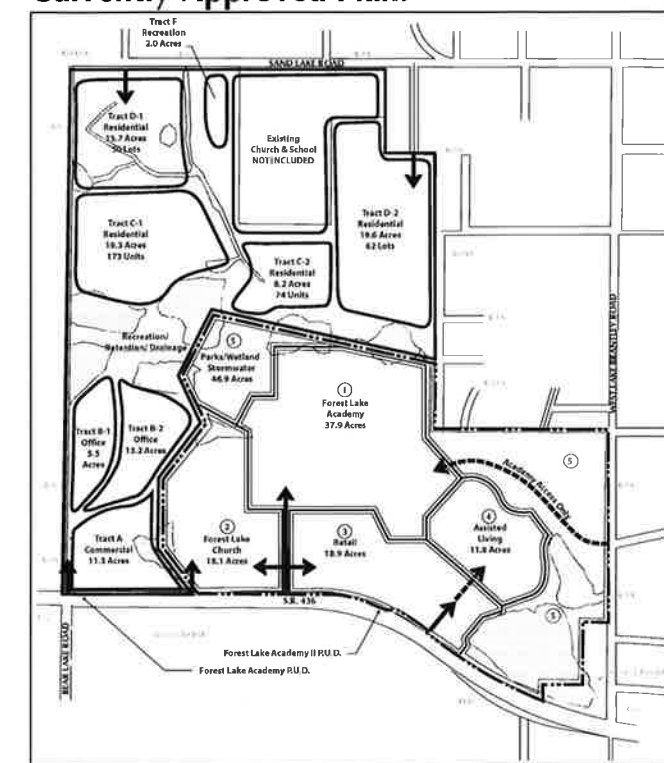 Currently Approved Plan:
Tract F
Recreation
2.0 Acres
SAND LAKE ROAD
Tract D-1
Residential
15.7 Acres
Lots
Existing
Church & School
NOT INCLUDED
Tract C-1
Residential
19.3 Acres
173 Units
Tract D-2
Residential
19.6 Acres
62 Lots
Tract C-2
Residential
8.2 Acres
74 Units
WEST LAKE BRANTLEY ROAD
Recreation/
Retention/Drainage
5
Parks/Wetland
Stormwater
46.9 Acres
1
Forest Lake
Academy
37.9 Acres
Tract B-1
Office
5.5
Acres
Tract B-2
Office
13.2 Acres
Academy Access Only
5
Tract A
Commercial
11.3 Acres
2
Forest Lake
Church
18.1 Acres
3
Retail
18.9 Acres
4
Assisted
Living
11.8 Acres
5
S.R. 436
BEAR LAKE ROAD
Forest Lake Academy II P.U.D.
Forest Lake Academy P.U.D.